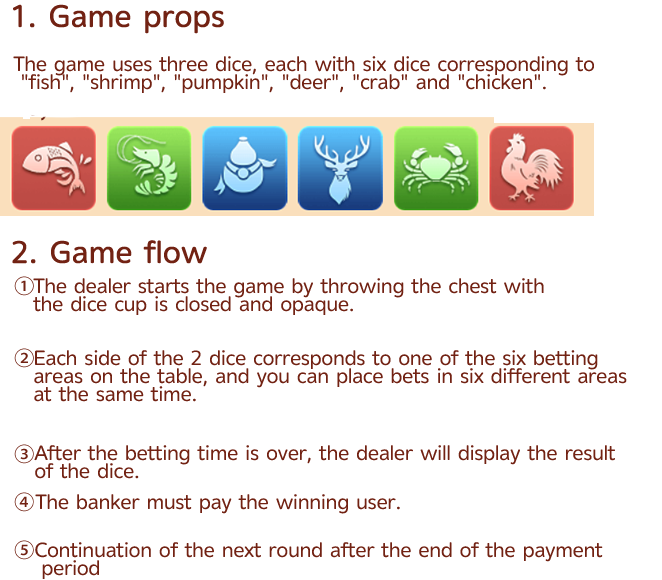 1. Game props
The game uses three dice, each with six dice corresponding to
"fish", "shrimp", "pumpkin", "deer", "crab" and "chicken".
2. Game flow
①The dealer starts the game by throwing the chest with
the dice cup is closed and opaque.
②Each side of the 2 dice corresponds to one of the six betting
areas on the table, and you can place bets in six different areas
at the same time.
③After the betting time is over, the dealer will display the result
of the dice.
④The banker must pay the winning user.
⑤Continuation of the next round after the end of the payment
period